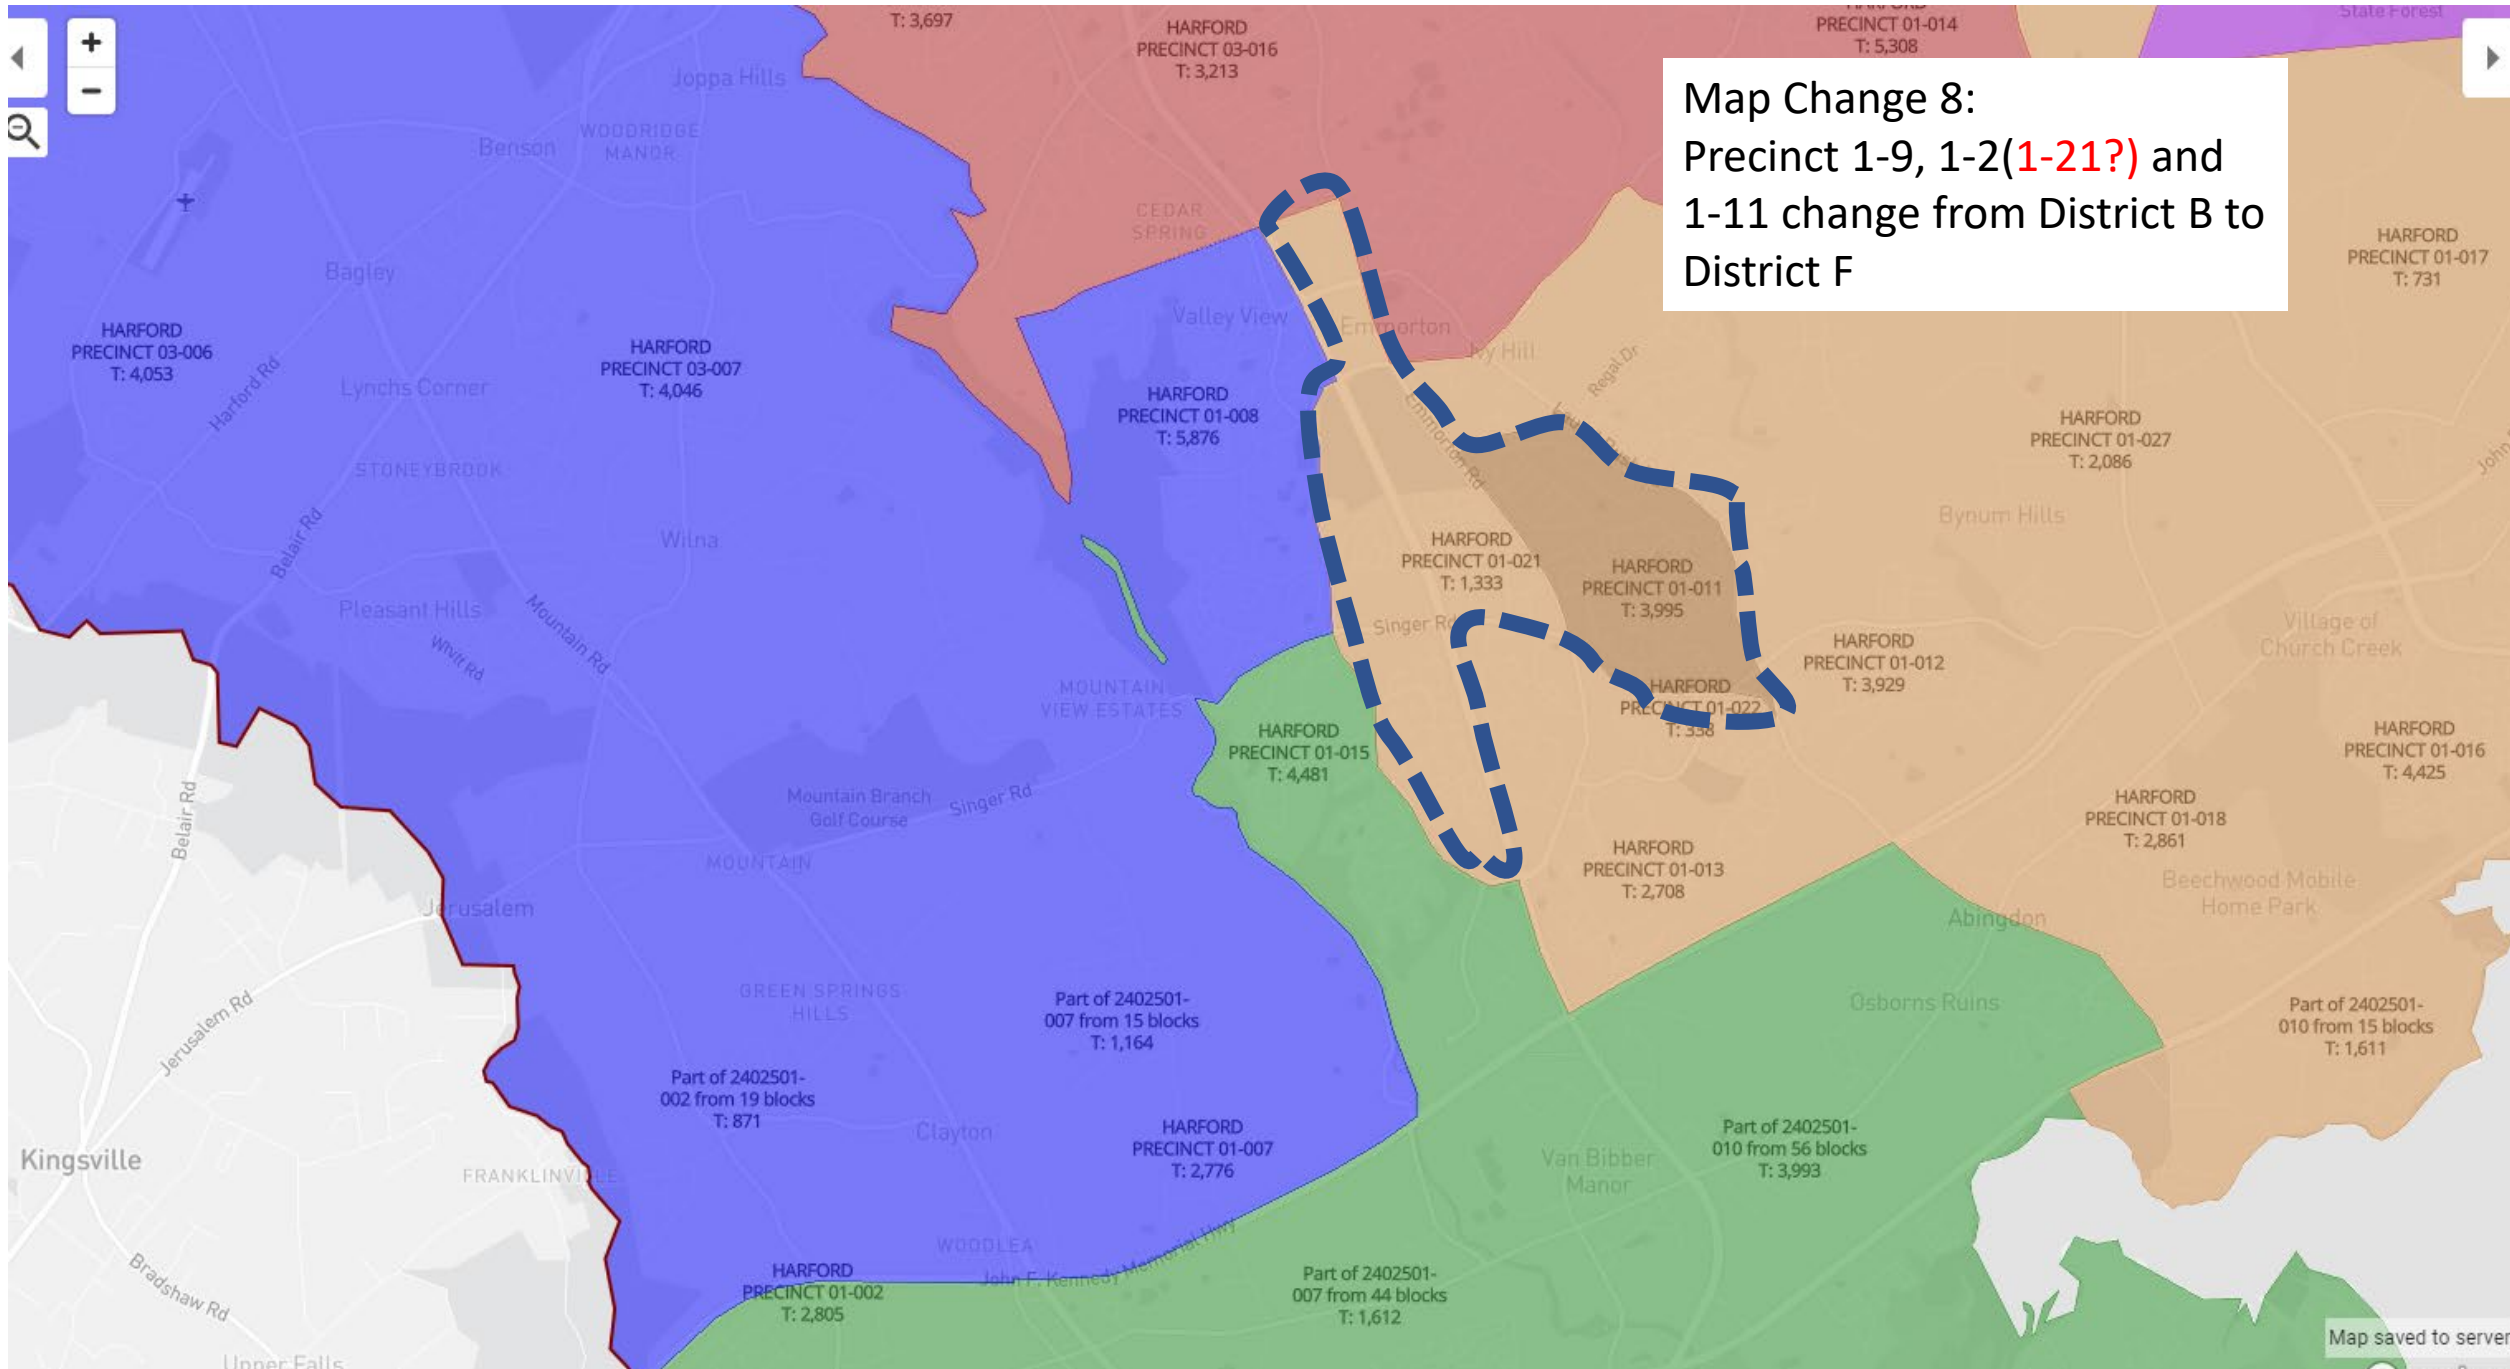 T: 3,697
HARFORD
PRECINCT 03-016
T: 3,213
PRECINCT 01-014
T: 5,308
State Forest
+
−
Joppa Hills
WOODRIDGE
MANOR
Benson
Map Change 8:
Precinct 1-9, 1-2(1-21?) and
1-11 change from District B to
District F
CEDAR
SPRING
HARFORD
PRECINCT 01-017
T: 731
Bagley
Valley View
Emmorton
HARFORD
PRECINCT 03-006
T: 4,053
HARFORD
PRECINCT 03-007
T: 4,046
Ivy Hill
Regal Dr
Lynchs Corner
Harford Rd
HARFORD
PRECINCT 01-008
T: 5,876
Emmorton Rd
HARFORD
PRECINCT 01-027
T: 2,086
John
STONEYBROOK
Belair Rd
Wilna
Bynum Hills
HARFORD
PRECINCT 01-021
T: 1,333
HARFORD
PRECINCT 01-011
T: 3,995
Pleasant Hills
Whitt Rd
Mountain Rd
Singer Rd
HARFORD
PRECINCT 01-012
T: 3,929
Village of
Church Creek
MOUNTAIN
VIEW ESTATES
HARFORD
PRECINCT 01-022
T: 338
HARFORD
PRECINCT 01-015
T: 4,481
HARFORD
PRECINCT 01-016
T: 4,425
Belair Rd
Mountain Branch
Golf Course
Singer Rd
HARFORD
PRECINCT 01-018
T: 2,861
MOUNTAIN
HARFORD
PRECINCT 01-013
T: 2,708
Beechwood Mobile
Home Park
Jerusalem
Abingdon
GREEN SPRINGS
HILLS
Part of 2402501-
007 from 15 blocks
T: 1,164
Osborns Ruins
Part of 2402501-
010 from 15 blocks
T: 1,611
Jerusalem Rd
Part of 2402501-
002 from 19 blocks
T: 871
Clayton
HARFORD
PRECINCT 01-007
T: 2,776
Van Bibber
Manor
Part of 2402501-
010 from 56 blocks
T: 3,993
Kingsville
FRANKLINVILLE
Bradshaw Rd
WOODLEA
John F. Kennedy Memorial Hwy
HARFORD
PRECINCT 01-002
T: 2,805
Part of 2402501-
007 from 44 blocks
T: 1,612
Map saved to server
Upper Falls